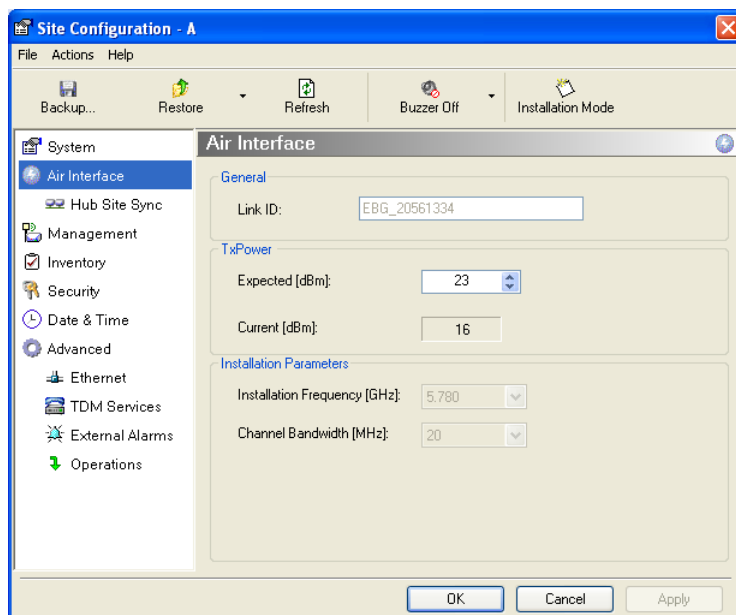 Site Configuration - A
File Actions Help
Backup... Restore Refresh Buzzer Off Installation Mode
System
Air Interface
Hub Site Sync
Management
Inventory
Security
Date & Time
Advanced
Ethernet
TDM Services
External Alarms
Operations
Air Interface
General
Link ID: EBG_20561334
TxPower
Expected [dBm]: 23
Current [dBm]: 16
Installation Parameters
Installation Frequency [GHz]: 5.780
Channel Bandwidth [MHz]: 20
OK Cancel Apply